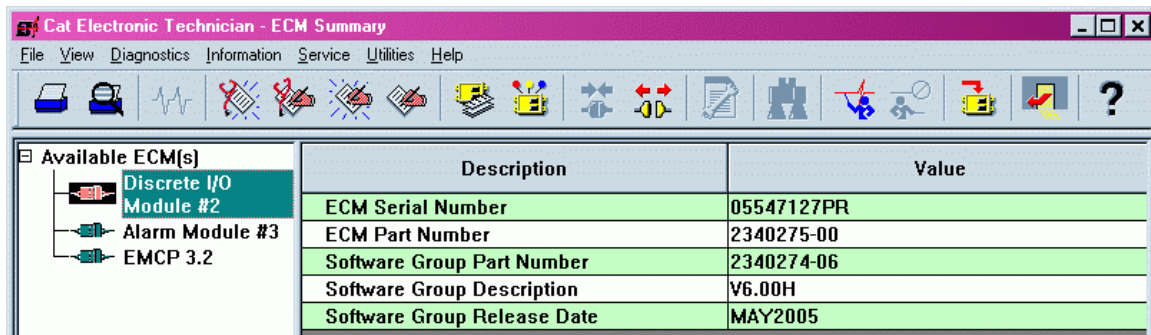 Cat Electronic Technician - ECM Summary
File View Diagnostics Information Service Utilities Help
Available ECM(s)
Discrete I/O
Module #2
Alarm Module #3
EMCP 3.2
Description Value
ECM Serial Number 05547127PR
ECM Part Number 2340275-00
Software Group Part Number 2340274-06
Software Group Description V6.00H
Software Group Release Date MAY2005